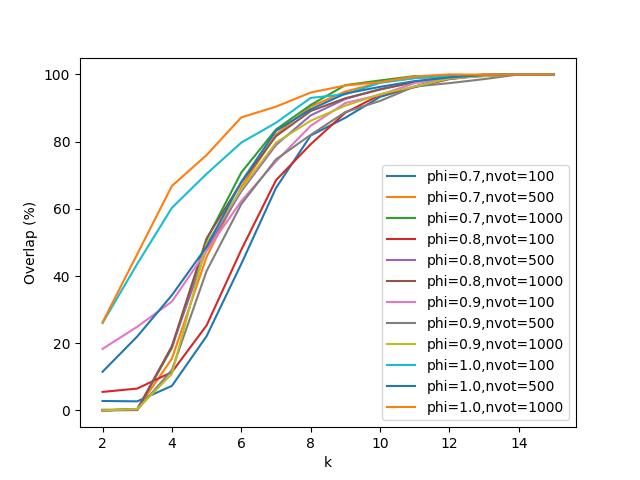 100
80
60
40
20
0
Overlap (%)
2
4
6
8
10
12
14
k
phi=0.7,nvot=100
phi=0.7,nvot=500
phi=0.7,nvot=1000
phi=0.8,nvot=100
phi=0.8,nvot=500
phi=0.8,nvot=1000
phi=0.9,nvot=100
phi=0.9,nvot=500
phi=0.9,nvot=1000
phi=1.0,nvot=100
phi=1.0,nvot=500
phi=1.0,nvot=1000